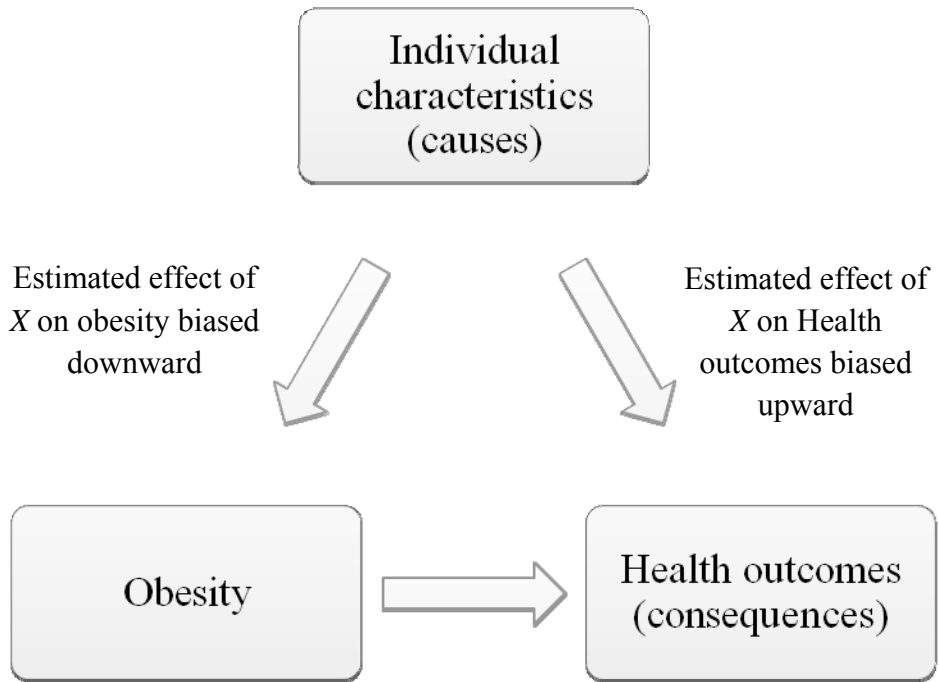 Individual
characteristics
(causes)
Estimated effect of
X on obesity biased
downward
Estimated effect of
X on Health
outcomes biased
upward
Obesity
Health outcomes
(consequences)